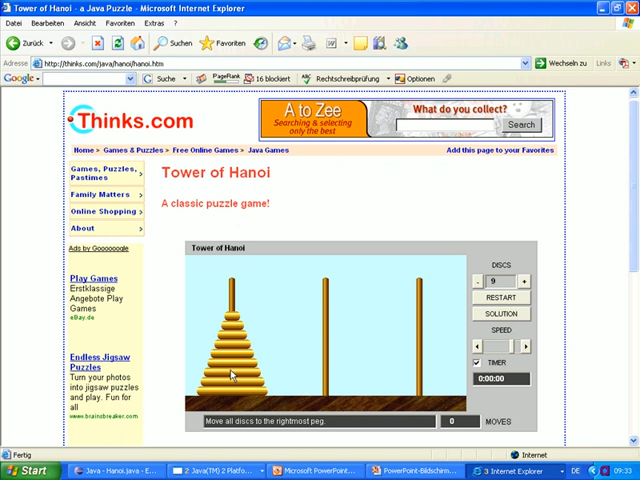 Tower of Hanoi - a Java Puzzle - Microsoft Internet Explorer
Datei Bearbeiten Ansicht Favoriten Extras ?
Zurück Suchen Favoriten
Adresse http://thinks.com/java/hanoi/hanoi.htm Wechseln zu Links
Google Suche PageRank 16 blockiert Rechtschreibprüfung Optionen
Thinks.com
A to Zee
Searching & selecting
only the best
What do you collect?
Search
Home > Games & Puzzles > Free Online Games > Java Games
Add this page to your Favorites
Games, Puzzles,
Pastimes
Family Matters
Online Shopping
About
Ads by Goooooogle
Play Games
Erstklassige
Angebote Play
Games
eBay.de
Endless Jigsaw
Puzzles
Turn your photos
into jigsaw puzzles
and play. Fun for
all
www.brainsbreaker.com
Tower of Hanoi
A classic puzzle game!
Tower of Hanoi
DISCS
- 9 +
RESTART
SOLUTION
SPEED
TIMER
0:00:00
Move all discs to the rightmost peg.
0 MOVES
Fertig
Internet
Start
Java - Hanoi.java - E...
2 Java(TM) 2 Platfo...
Microsoft PowerPoint...
PowerPoint-Bildschirm...
3 Internet Explorer
DE
09:33